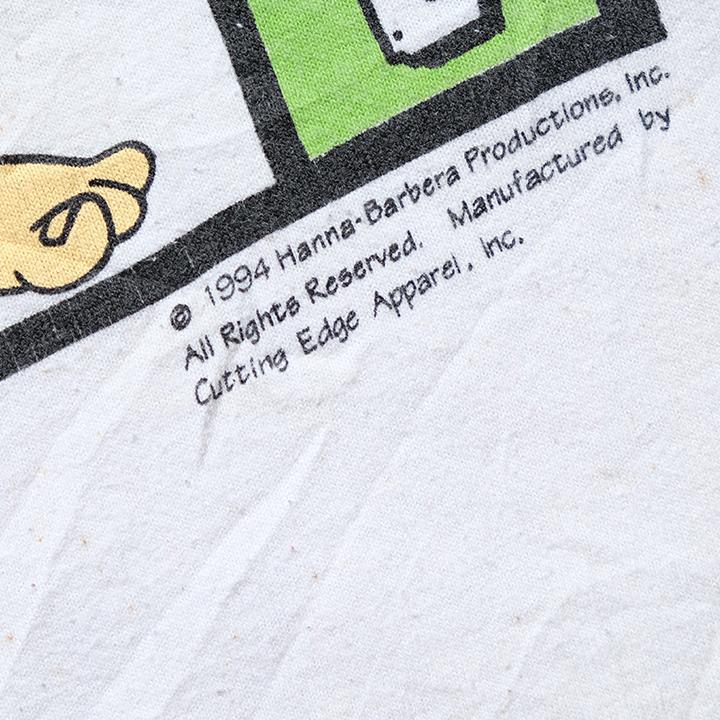 © 1994 Hanna-Barbera Productions, Inc.
All Rights Reserved. Manufactured by
Cutting Edge Apparel, Inc.